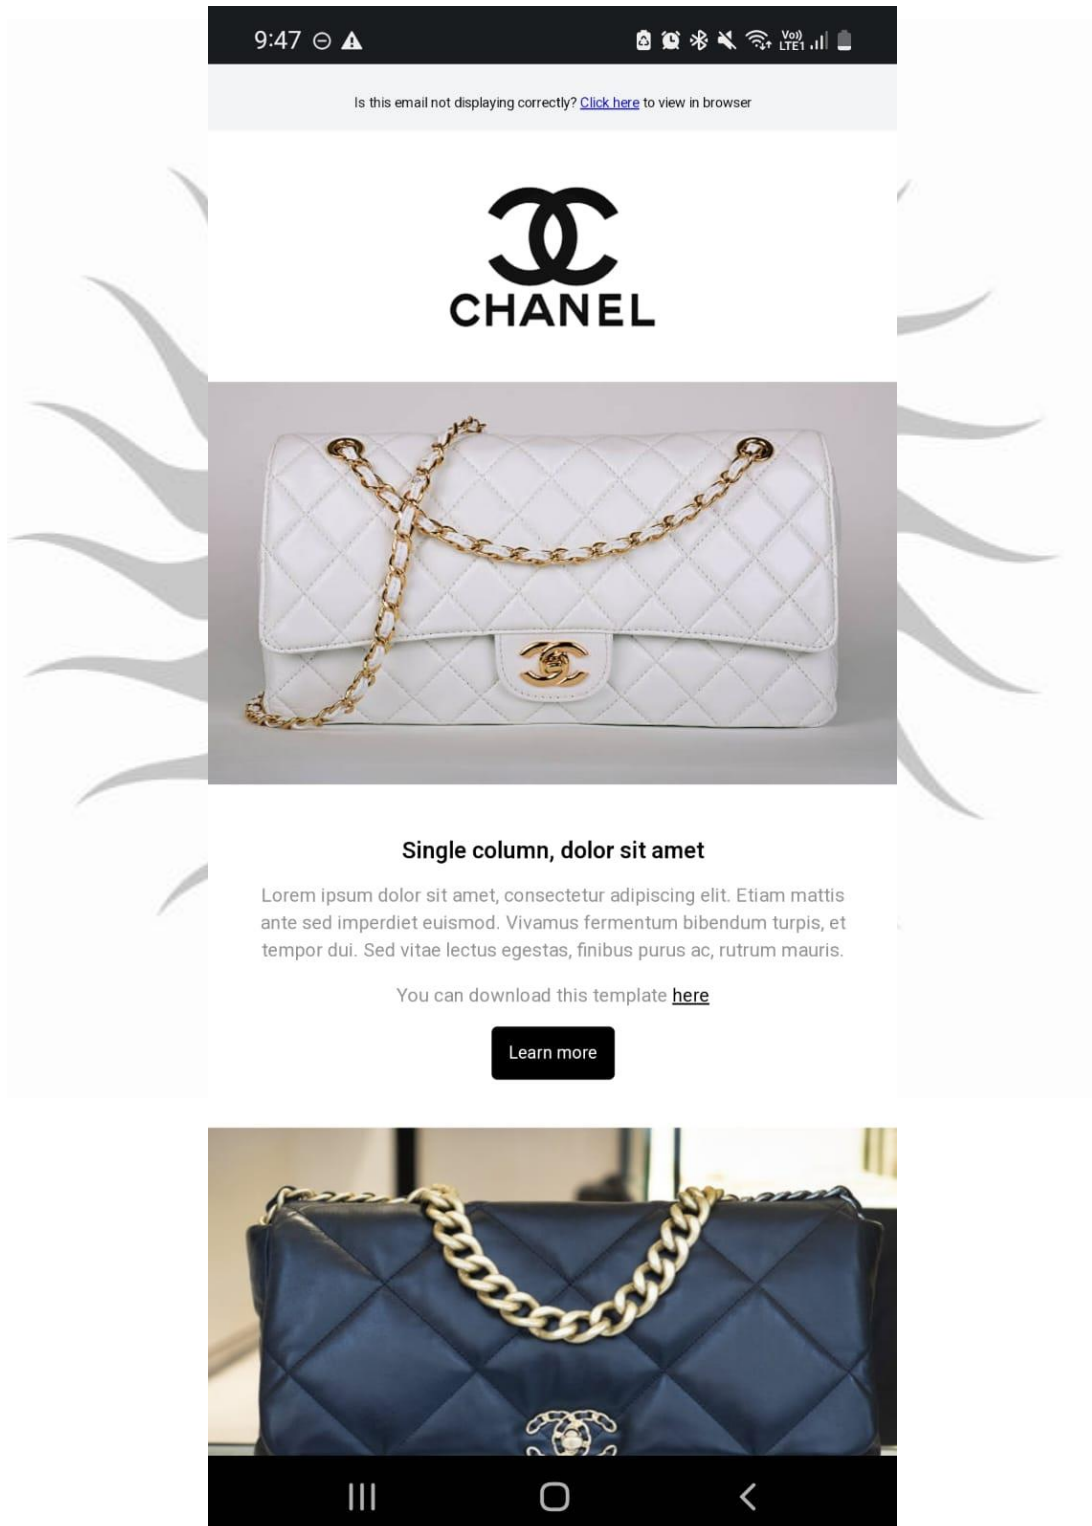 9:47
Vo)) LTE1
Is this email not displaying correctly? Click here to view in browser
CHANEL
Single column, dolor sit amet
Lorem ipsum dolor sit amet, consectetur adipiscing elit. Etiam mattis
ante sed imperdiet euismod. Vivamus fermentum bibendum turpis, et
tempor dui. Sed vitae lectus egestas, finibus purus ac, rutrum mauris.
You can download this template here
Learn more